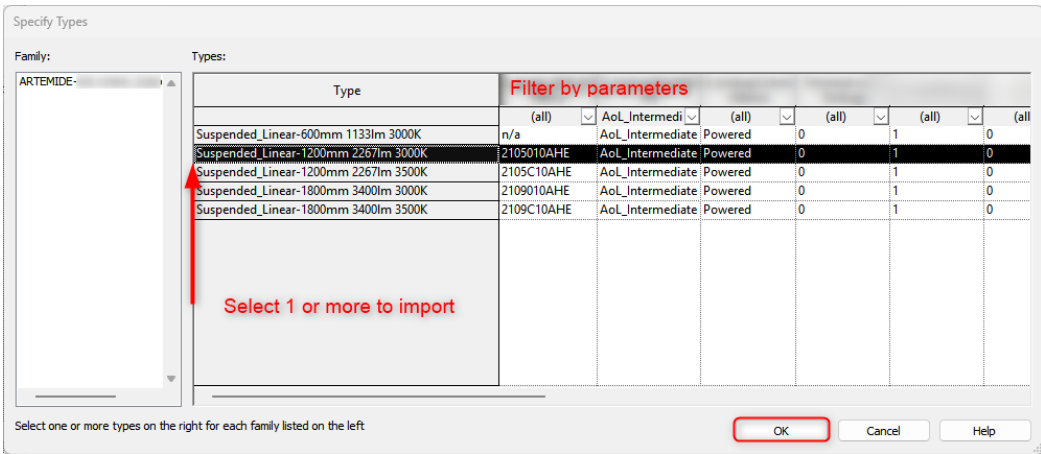 Specify Types
Family:
Types:
ARTEMIDE-
Type
Filter by parameters
(all) AoL_Intermedi (all) (all) (all) (all
Suspended_Linear-600mm 1133lm 3000K n/a AoL_Intermediate Powered 0 1 0
Suspended_Linear-1200mm 2267lm 3000K 2105010AHE AoL_Intermediate Powered 0 1 0
Suspended_Linear-1200mm 2267lm 3500K 2105C10AHE AoL_Intermediate Powered 0 1 0
Suspended_Linear-1800mm 3400lm 3000K 2109010AHE AoL_Intermediate Powered 0 1 0
Suspended_Linear-1800mm 3400lm 3500K 2109C10AHE AoL_Intermediate Powered 0 1 0
Select 1 or more to import
Select one or more types on the right for each family listed on the left
OK Cancel Help